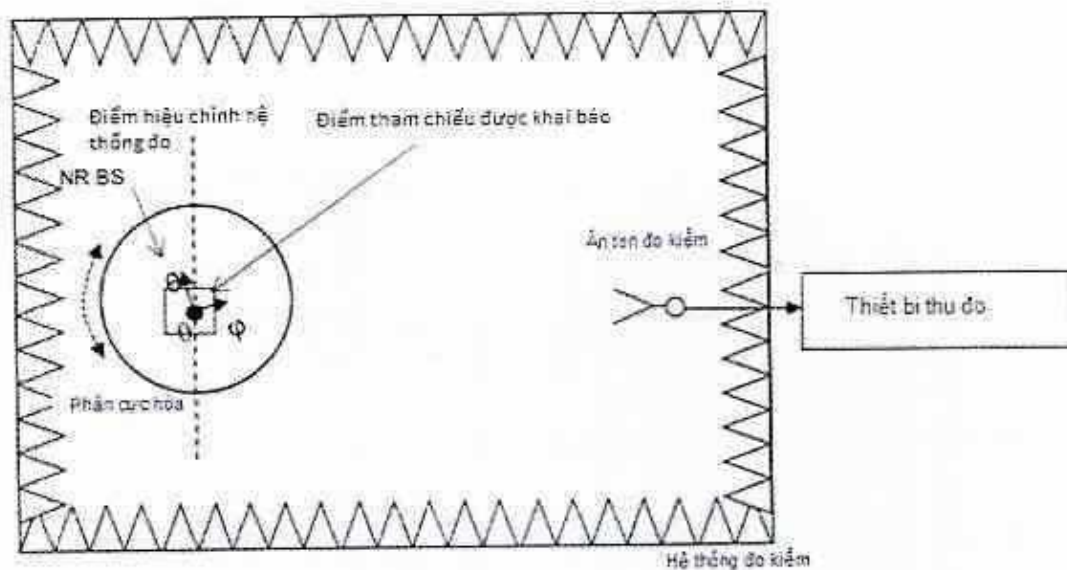 Điểm hiệu chỉnh hệ
thống đo
Điểm tham chiếu được khai báo
NR BS
Ăn ten đo kiểm
θ
θ φ
Thiết bị thu đo
Phân cực hóa
Hệ thống đo kiểm